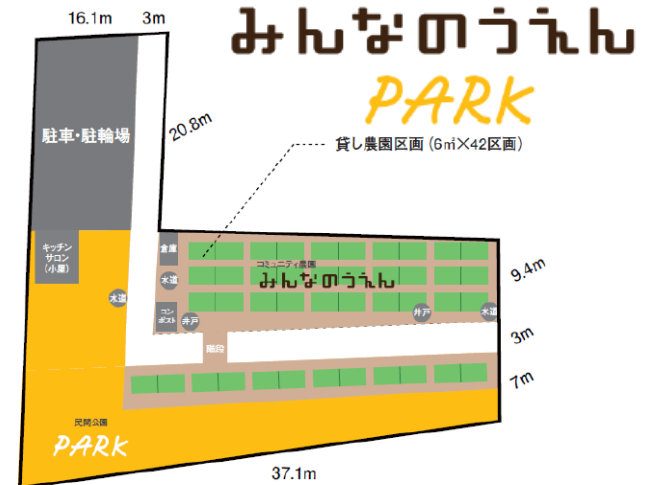 16.1m 3m
みんなのうえん
PARK
20.8m
貸し農園区画 (6㎡×42区画)
駐車・駐輪場
キッチン
サロン
(小屋)
倉庫
コミュニティ農園
みんなのうえん
水道
水道
コン
ポスト
井戸
井戸
水道
9.4m
3m
階段
7m
民間公園
PARK
37.1m